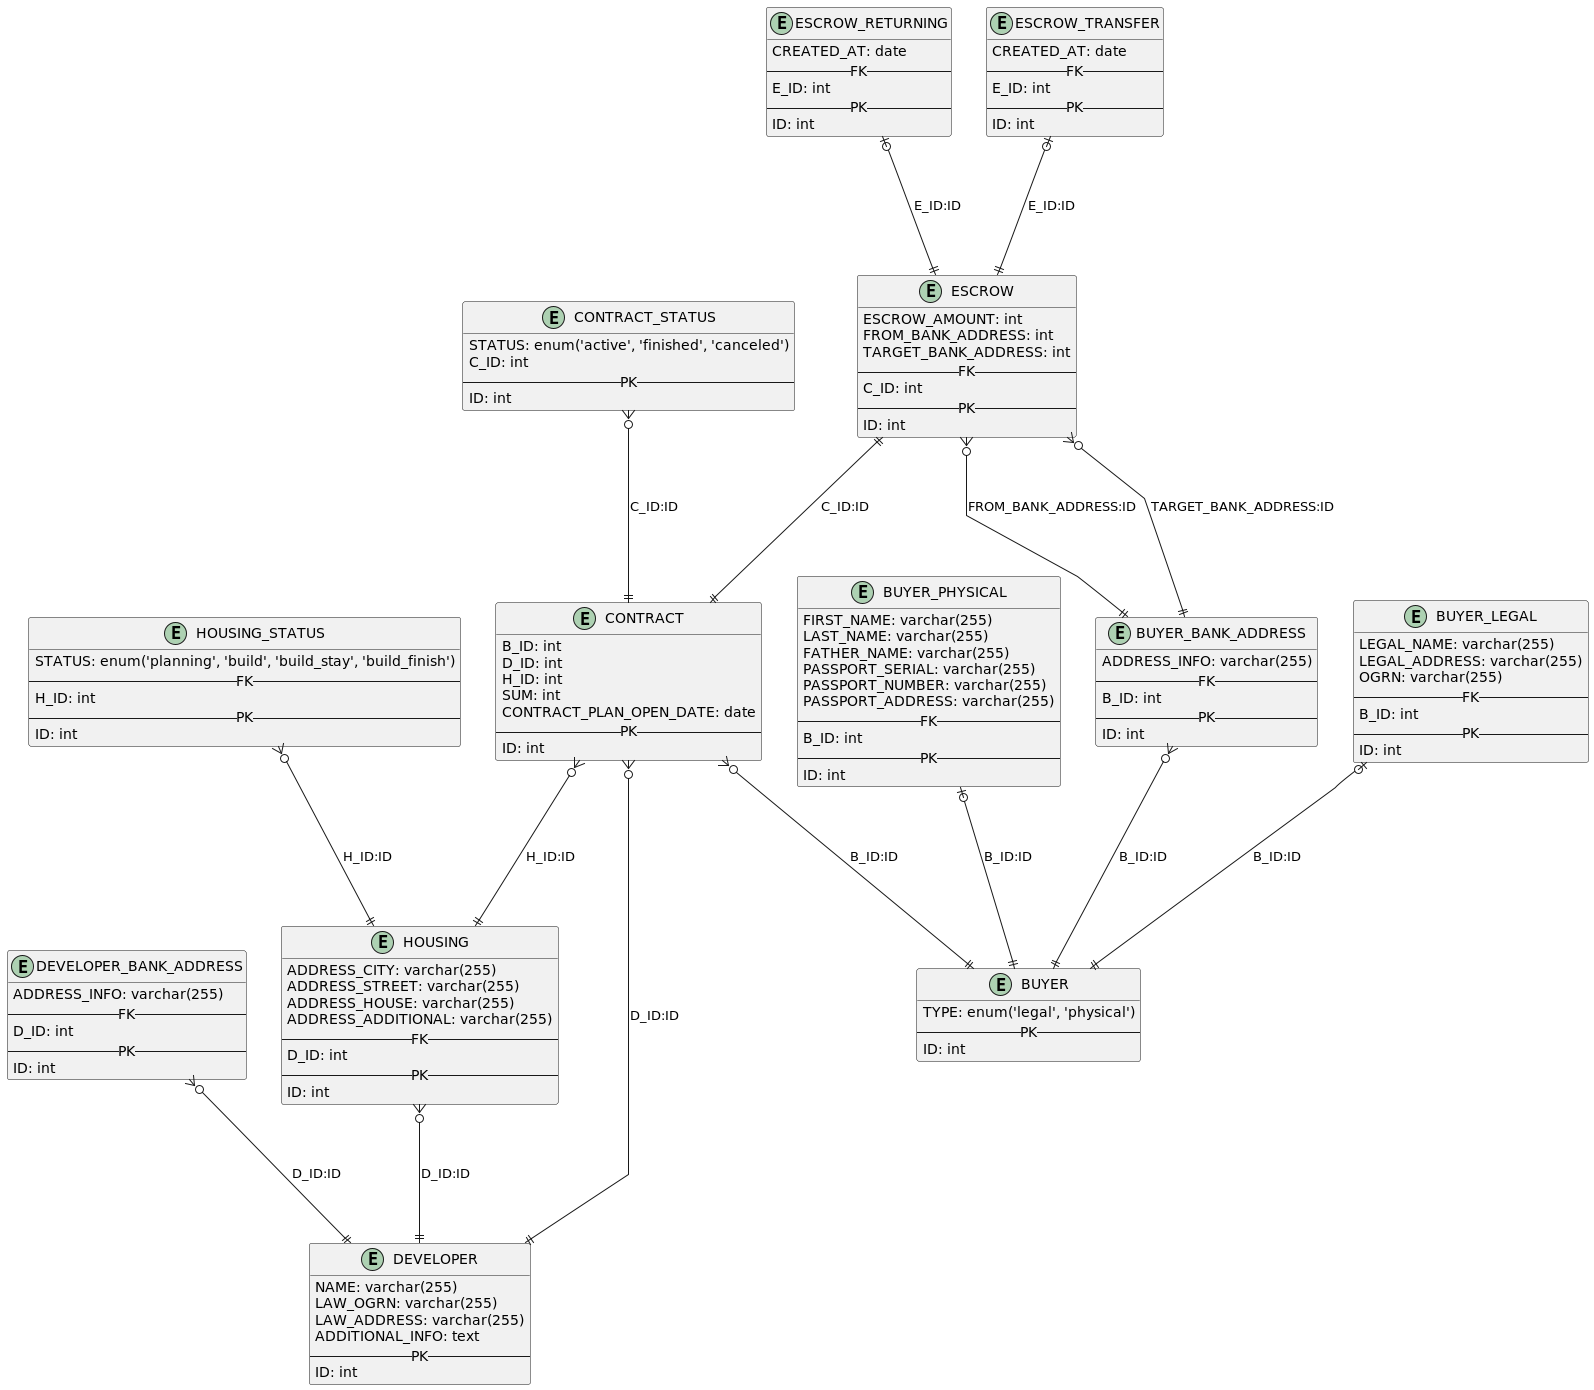 E ESCROW_RETURNING
CREATED_AT: date
FK
E_ID: int
PK
ID: int
E ESCROW_TRANSFER
CREATED_AT: date
FK
E_ID: int
PK
ID: int
E_ID:ID
E_ID:ID
E ESCROW
ESCROW_AMOUNT: int
FROM_BANK_ADDRESS: int
TARGET_BANK_ADDRESS: int
FK
C_ID: int
PK
ID: int
E CONTRACT_STATUS
STATUS: enum('active', 'finished', 'canceled')
C_ID: int
PK
ID: int
C_ID:ID
C_ID:ID
FROM_BANK_ADDRESS:ID
TARGET_BANK_ADDRESS:ID
E HOUSING_STATUS
STATUS: enum('planning', 'build', 'build_stay', 'build_finish')
FK
H_ID: int
PK
ID: int
E CONTRACT
B_ID: int
D_ID: int
H_ID: int
SUM: int
CONTRACT_PLAN_OPEN_DATE: date
PK
ID: int
E BUYER_PHYSICAL
FIRST_NAME: varchar(255)
LAST_NAME: varchar(255)
FATHER_NAME: varchar(255)
PASSPORT_SERIAL: varchar(255)
PASSPORT_NUMBER: varchar(255)
PASSPORT_ADDRESS: varchar(255)
FK
B_ID: int
PK
ID: int
E BUYER_BANK_ADDRESS
ADDRESS_INFO: varchar(255)
FK
B_ID: int
PK
ID: int
E BUYER_LEGAL
LEGAL_NAME: varchar(255)
LEGAL_ADDRESS: varchar(255)
OGRN: varchar(255)
FK
B_ID: int
PK
ID: int
H_ID:ID
H_ID:ID
B_ID:ID
B_ID:ID
B_ID:ID
B_ID:ID
E DEVELOPER_BANK_ADDRESS
ADDRESS_INFO: varchar(255)
FK
D_ID: int
PK
ID: int
E HOUSING
ADDRESS_CITY: varchar(255)
ADDRESS_STREET: varchar(255)
ADDRESS_HOUSE: varchar(255)
ADDRESS_ADDITIONAL: varchar(255)
FK
D_ID: int
PK
ID: int
D_ID:ID
E BUYER
TYPE: enum('legal', 'physical')
PK
ID: int
D_ID:ID
D_ID:ID
E DEVELOPER
NAME: varchar(255)
LAW_OGRN: varchar(255)
LAW_ADDRESS: varchar(255)
ADDITIONAL_INFO: text
PK
ID: int